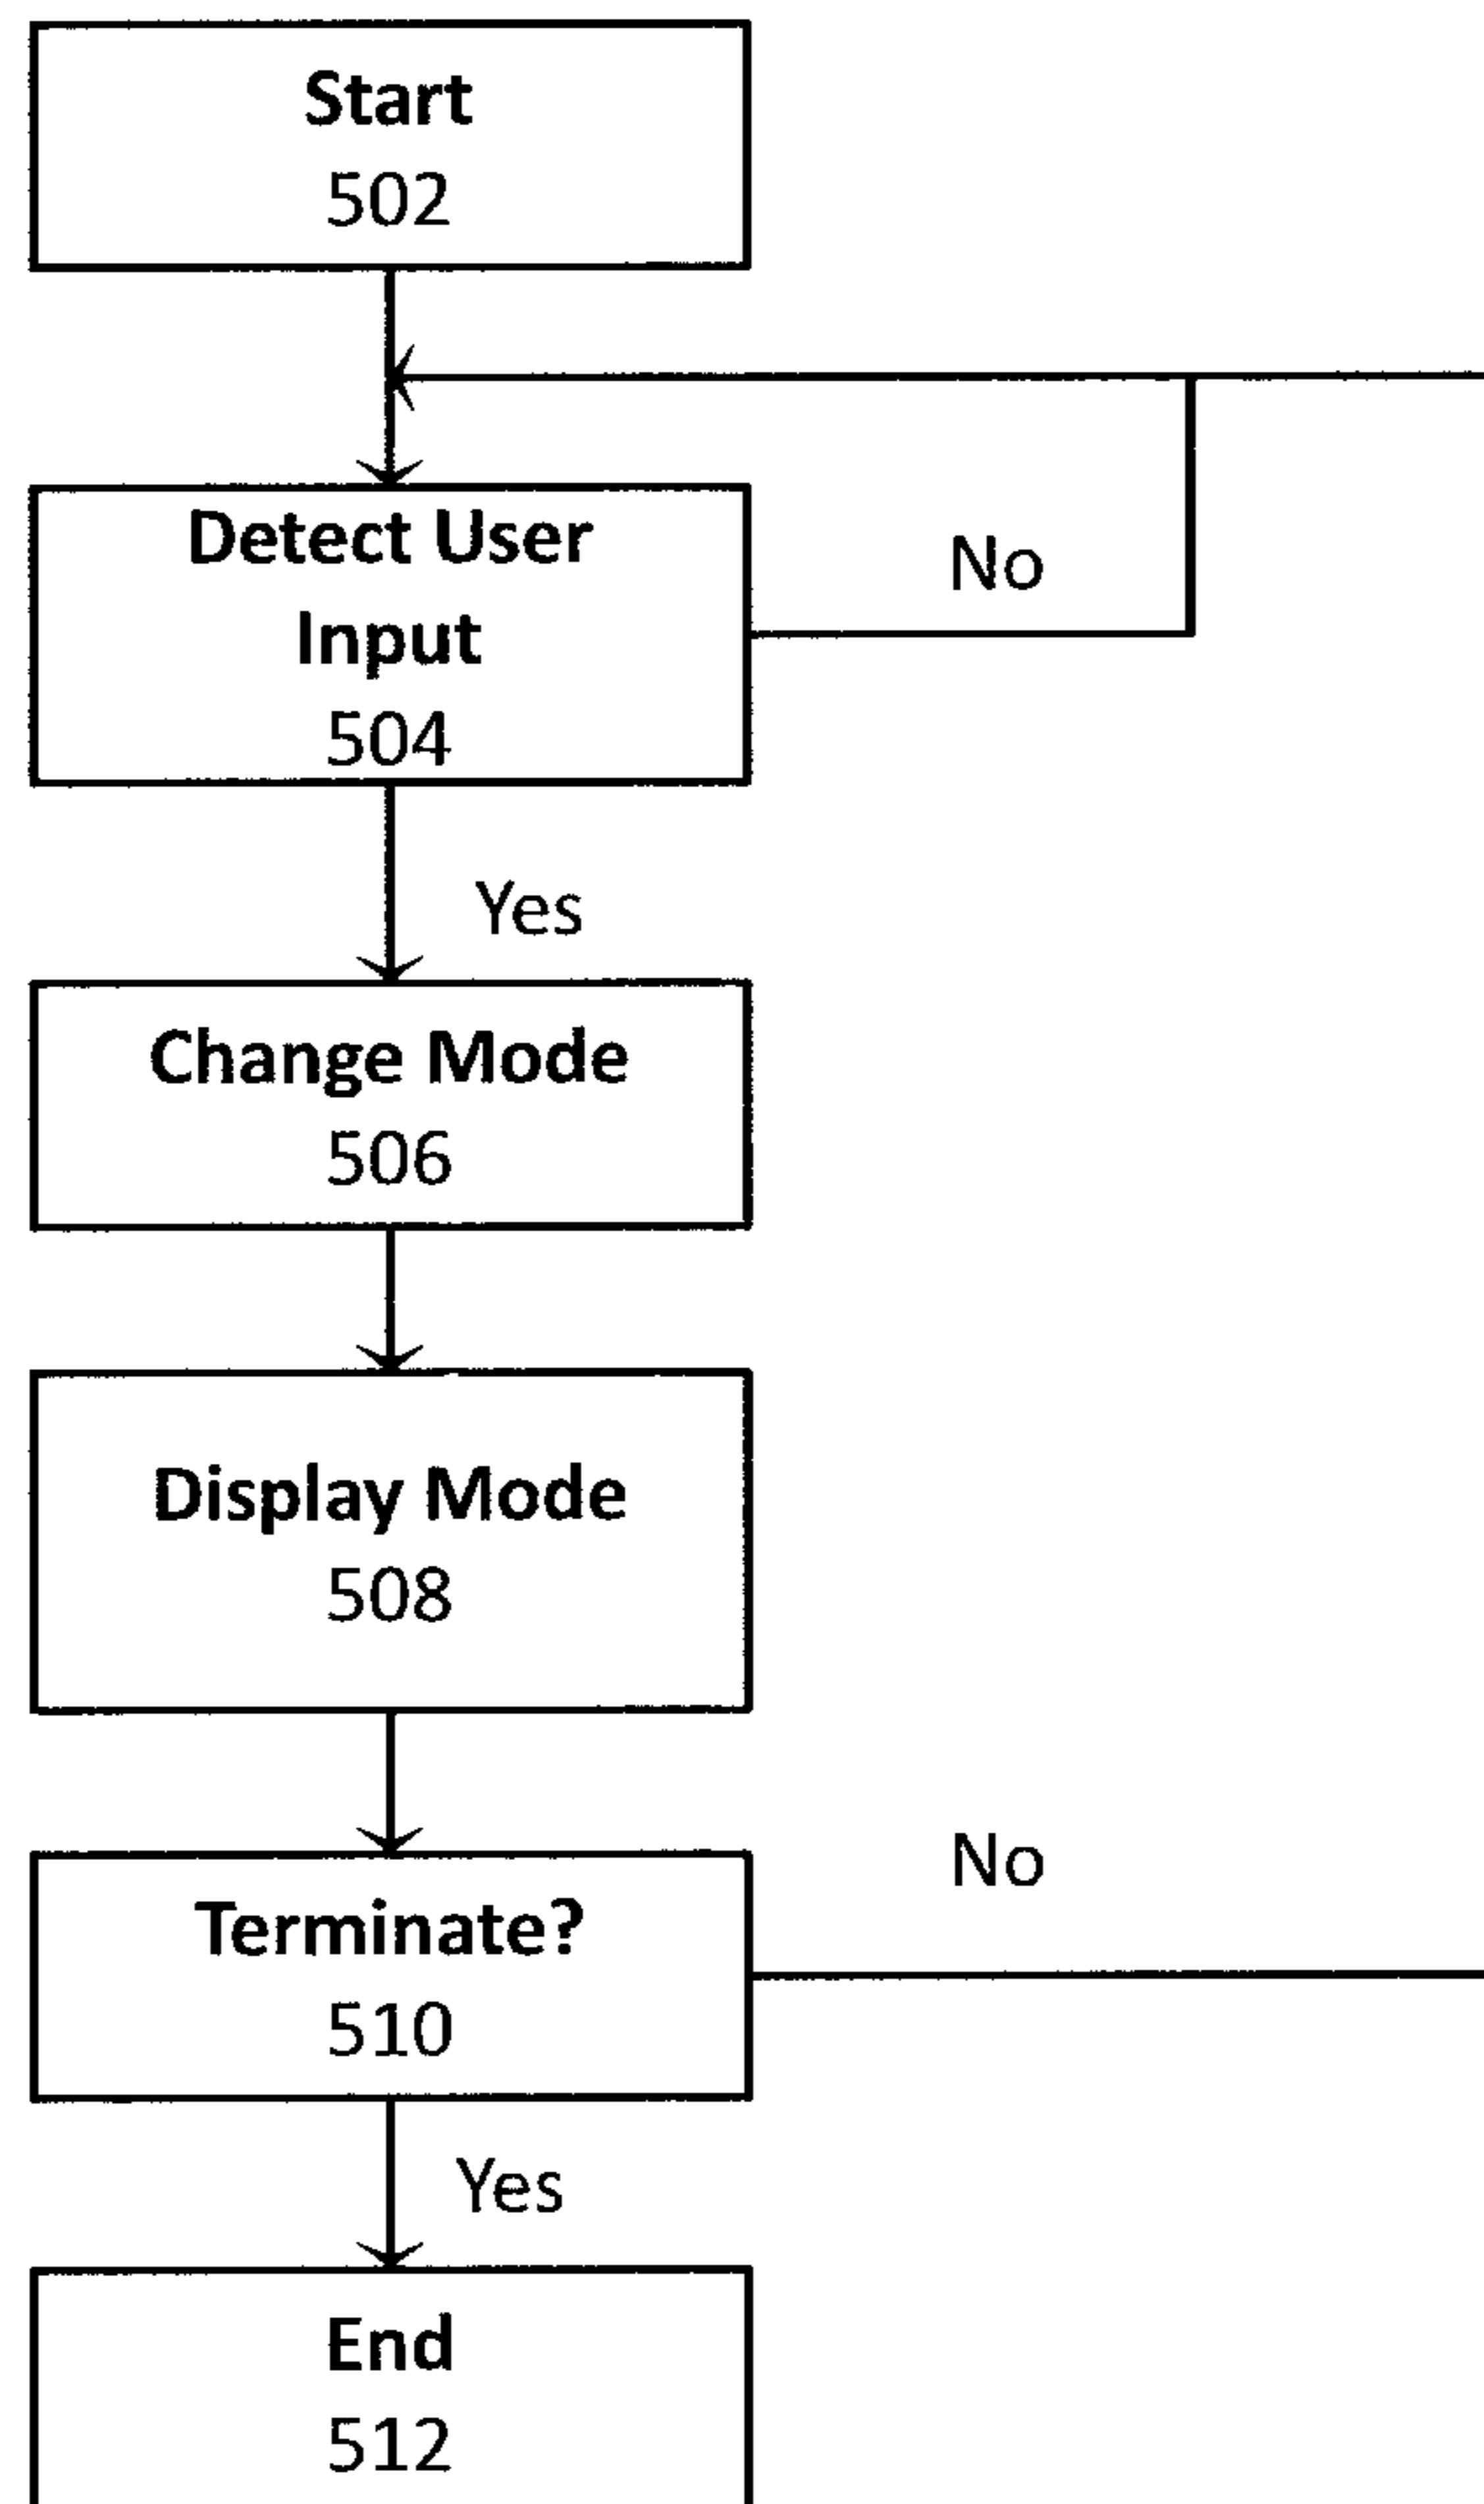 Start
502
Detect User
Input
504
No
Yes
Change Mode
506
Display Mode
508
No
Terminate?
510
Yes
End
512